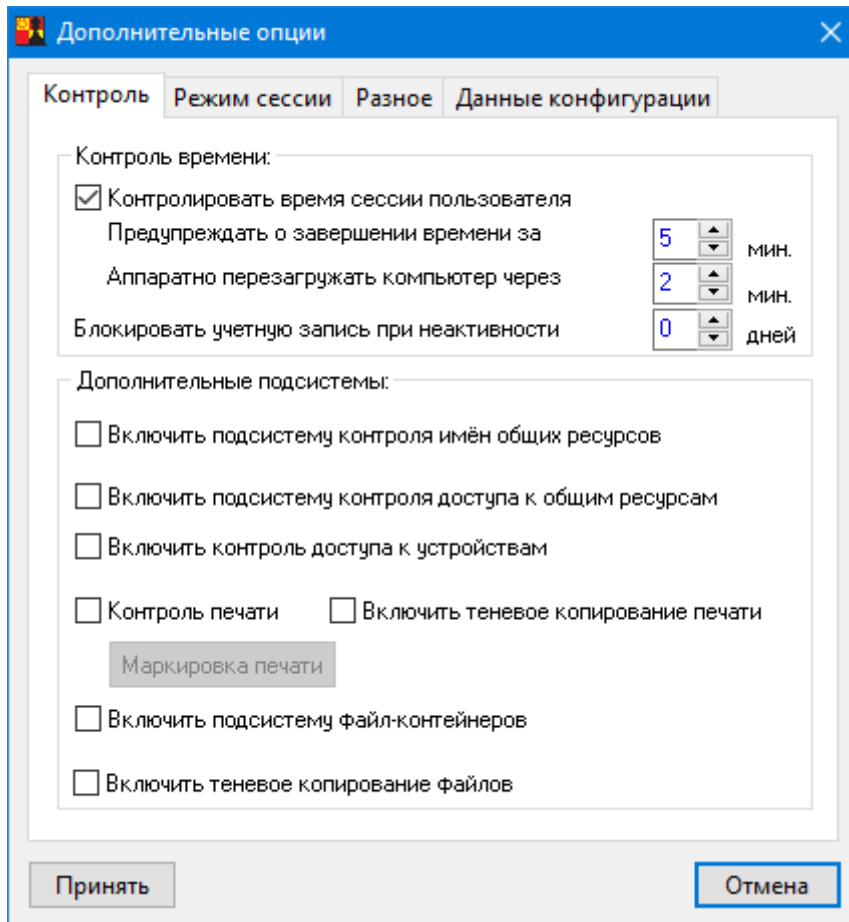 Дополнительные опции
Контроль Режим сессии Разное Данные конфигурации
Контроль времени:
Контролировать время сессии пользователя
Предупреждать о завершении времени за 5 мин.
Аппаратно перезагружать компьютер через 2 мин.
Блокировать учетную запись при неактивности 0 дней
Дополнительные подсистемы:
Включить подсистему контроля имён общих ресурсов
Включить подсистему контроля доступа к общим ресурсам
Включить контроль доступа к устройствам
Контроль печати Включить теневое копирование печати
Маркировка печати
Включить подсистему файл-контейнеров
Включить теневое копирование файлов
Принять Отмена